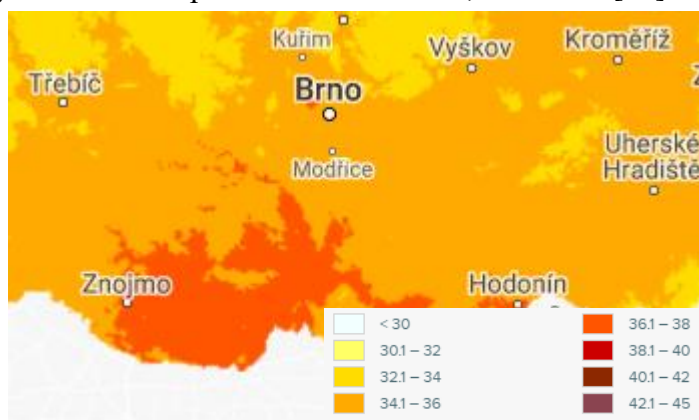 Kuřim
Vyškov
Kroměříž
Třebíč
Brno
Modřice
Uherské
Hradiště
Znojmo
Hodonín
< 30
30.1 – 32
32.1 – 34
34.1 – 36
36.1 – 38
38.1 – 40
40.1 – 42
42.1 – 45